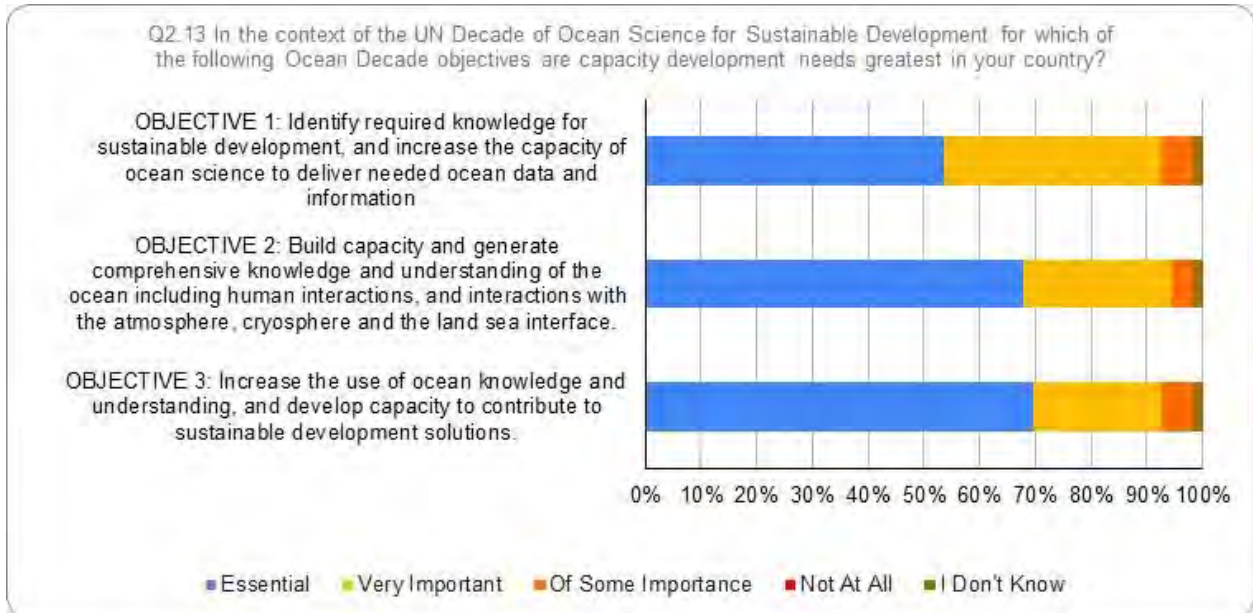 Q2.13 In the context of the UN Decade of Ocean Science for Sustainable Development for which of
the following Ocean Decade objectives are capacity development needs greatest in your country?
OBJECTIVE 1: Identify required knowledge for
sustainable development, and increase the capacity of
ocean science to deliver needed ocean data and
information
OBJECTIVE 2: Build capacity and generate
comprehensive knowledge and understanding of the
ocean including human interactions, and interactions with
the atmosphere, cryosphere and the land sea interface.
OBJECTIVE 3: Increase the use of ocean knowledge and
understanding, and develop capacity to contribute to
sustainable development solutions.
0% 10% 20% 30% 40% 50% 60% 70% 80% 90% 100%
Essential Very Important Of Some Importance Not At All I Don't Know